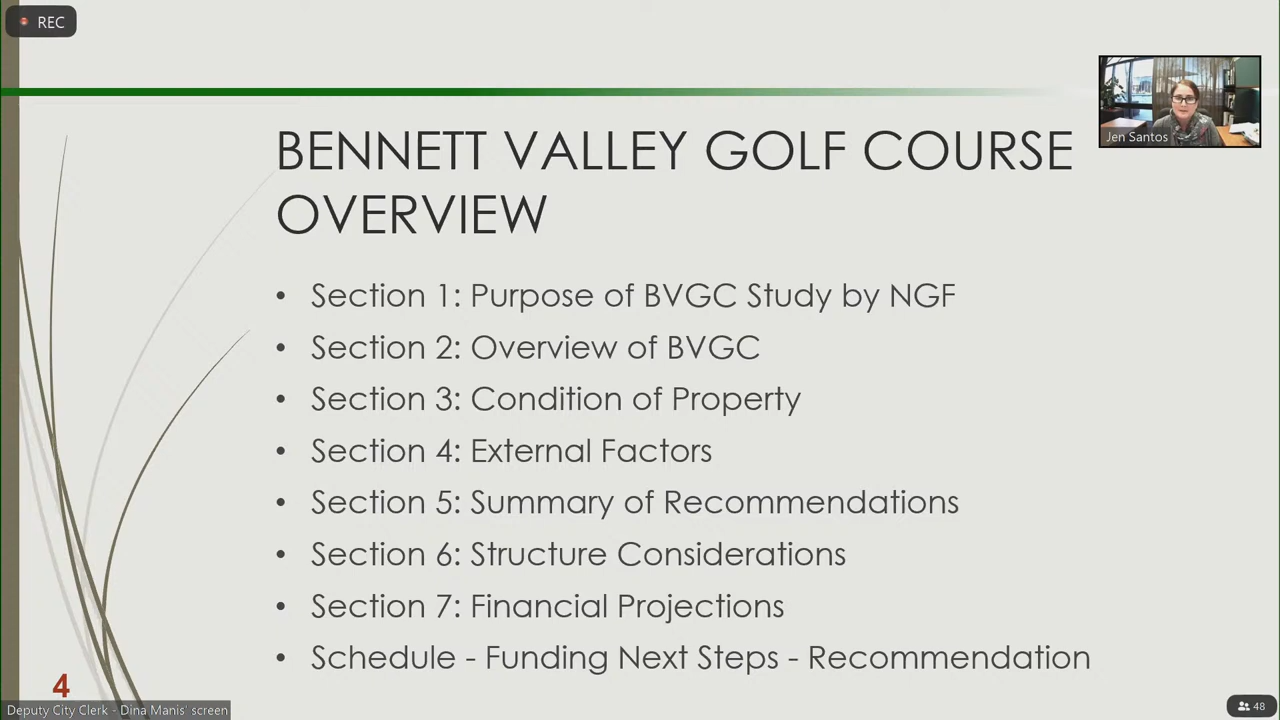 REC
Jen Santos
BENNETT VALLEY GOLF COURSE
OVERVIEW
• Section 1: Purpose of BVGC Study by NGF
• Section 2: Overview of BVGC
• Section 3: Condition of Property
• Section 4: External Factors
• Section 5: Summary of Recommendations
• Section 6: Structure Considerations
• Section 7: Financial Projections
• Schedule - Funding Next Steps - Recommendation
4
Deputy City Clerk - Dina Manis' screen
48